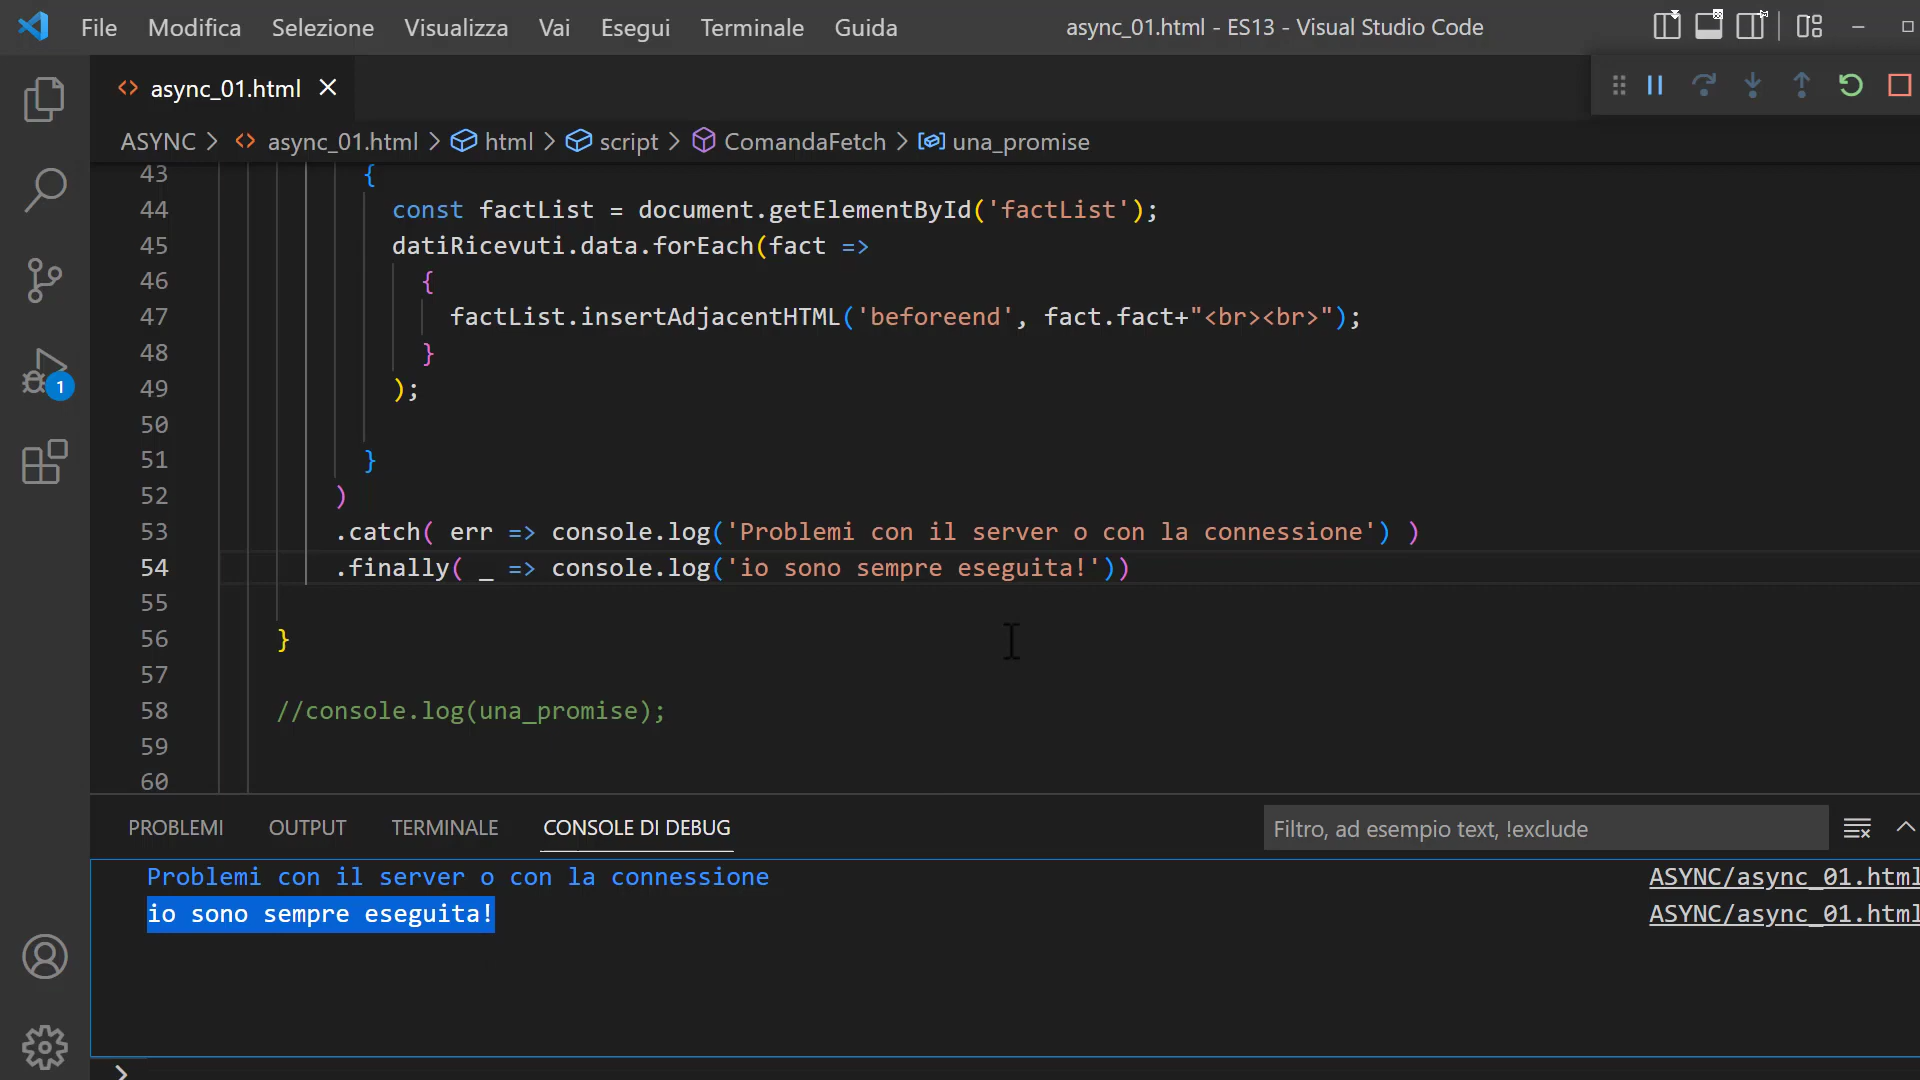 File Modifica Selezione Visualizza Vai Esegui Terminale Guida async_01.html - ES13 - Visual Studio Code
async_01.html
ASYNC > async_01.html > html > script > ComandaFetch > una_promise
43 {
44 const factList = document.getElementById('factList');
45 datiRicevuti.data.forEach(fact =>
46 {
47 factList.insertAdjacentHTML('beforeend', fact.fact+"<br><br>");
48 }
49 );
50
51 }
52 )
53 .catch( err => console.log('Problemi con il server o con la connessione') )
54 .finally( _ => console.log('io sono sempre eseguita!'))
55
56 }
57
58 //console.log(una_promise);
59
60
PROBLEMI OUTPUT TERMINALE CONSOLE DI DEBUG Filtro, ad esempio text, !exclude
Problemi con il server o con la connessione ASYNC/async_01.html
io sono sempre eseguita! ASYNC/async_01.html
1